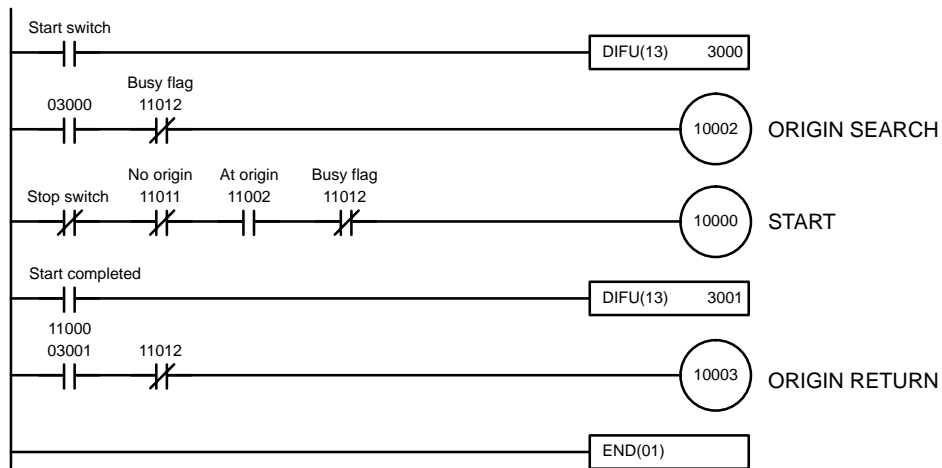 Start switch
DIFU(13) 3000
Busy flag
03000 11012
10002 ORIGIN SEARCH
No origin At origin Busy flag
Stop switch 11011 11002 11012
10000 START
Start completed
DIFU(13) 3001
11000
03001 11012
10003 ORIGIN RETURN
END(01)